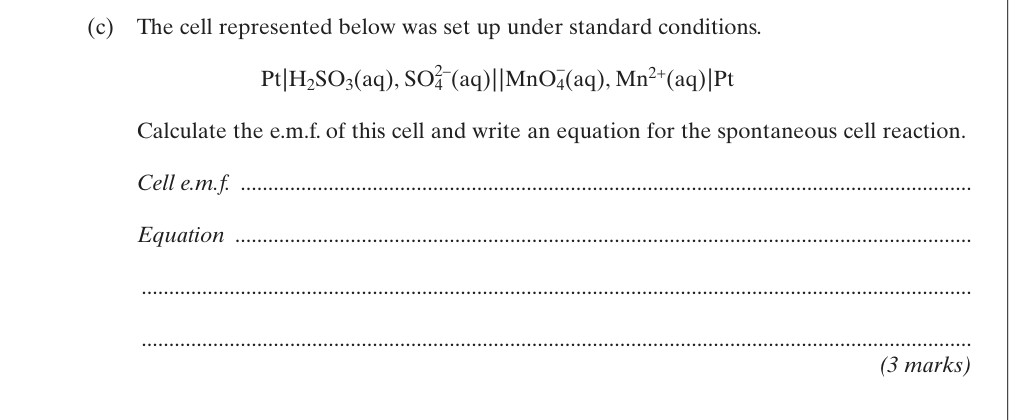 (c) The cell represented below was set up under standard conditions.
Pt|H₂SO₃(aq), SO₄²⁻(aq)||MnO₄⁻(aq), Mn²⁺(aq)|Pt
Calculate the e.m.f. of this cell and write an equation for the spontaneous cell reaction.
Cell e.m.f. ....................................................................................................
Equation ....................................................................................................
....................................................................................................
....................................................................................................
(3 marks)